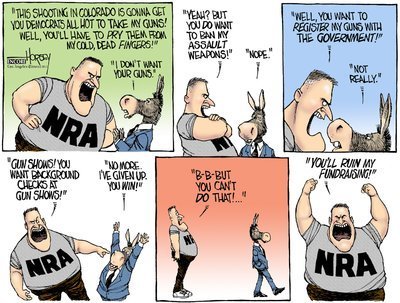 "THIS SHOOTING IN COLORADO IS GONNA GET
YOU DEMOCRATS ALL HOT TO TAKE MY GUNS!
WELL, YOU'LL HAVE TO PRY THEM FROM
MY COLD, DEAD FINGERS!"
HORSEY
Los Angeles Times
"I DON'T WANT
YOUR GUNS."
NRA
"YEAH? BUT
YOU DO WANT
TO BAN MY
ASSAULT
WEAPONS!"
"NOPE."
"WELL, YOU WANT TO
REGISTER MY GUNS WITH
THE GOVERNMENT!"
"NOT
REALLY."
"GUN SHOWS! YOU
WANT BACKGROUND
CHECKS AT
GUN SHOWS!"
"NO MORE.
I'VE GIVEN UP.
YOU WIN!"
NRA
"B-B-BUT
YOU CAN'T
DO THAT!..."
"YOU'LL RUIN MY
FUNDRAISING!"
NRA